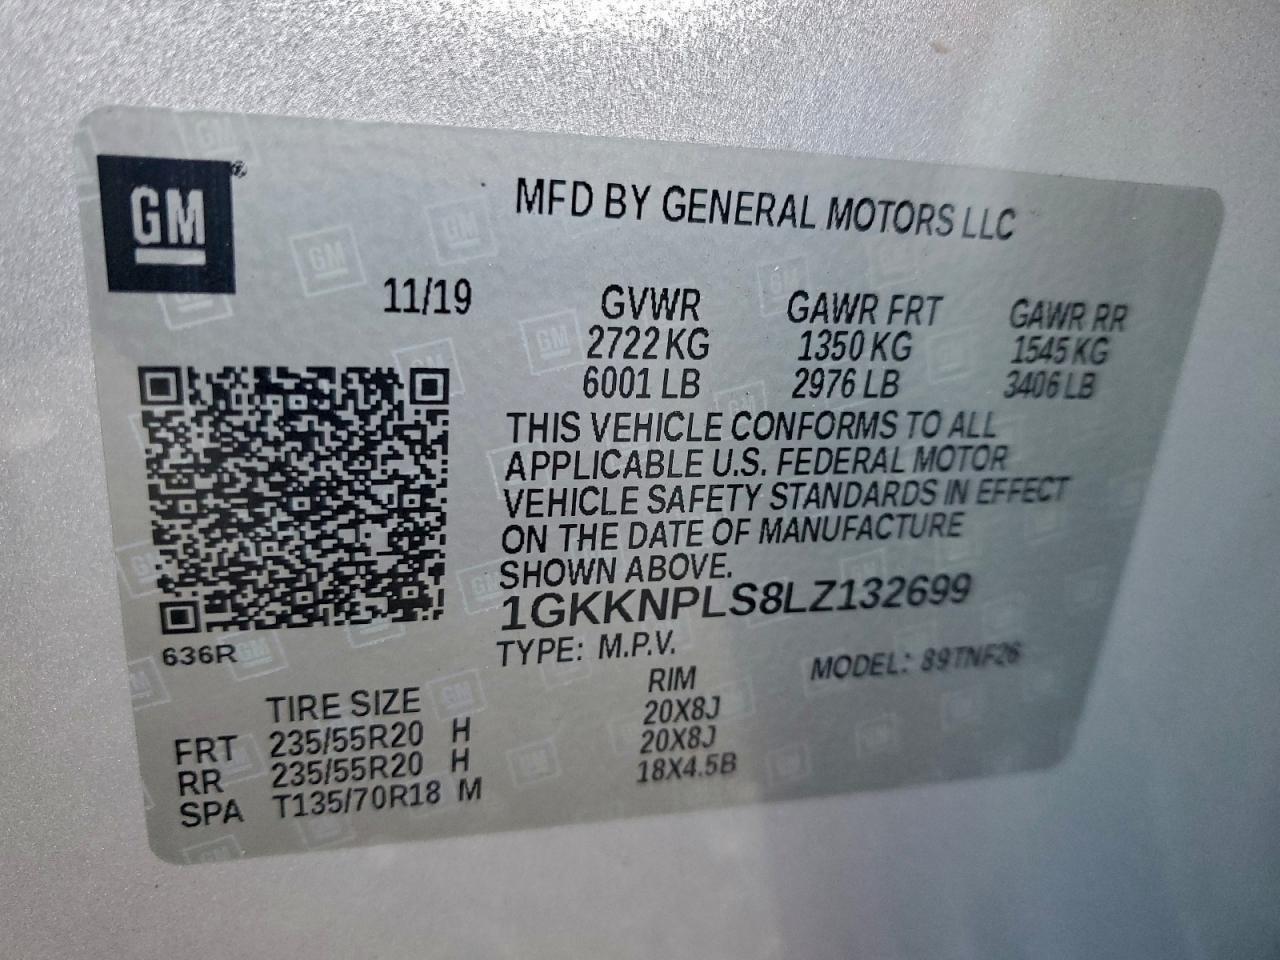 GM®
MFD BY GENERAL MOTORS LLC
11/19 GVWR GAWR FRT GAWR RR
2722 KG 1350 KG 1545 KG
6001 LB 2976 LB 3406 LB
THIS VEHICLE CONFORMS TO ALL
APPLICABLE U.S. FEDERAL MOTOR
VEHICLE SAFETY STANDARDS IN EFFECT
ON THE DATE OF MANUFACTURE
SHOWN ABOVE.
1GKKNPLS8LZ132699
636R
TYPE: M.P.V. MODEL: 89TNF26
TIRE SIZE RIM
FRT 235/55R20 H 20X8J
RR 235/55R20 H 20X8J
SPA T135/70R18 M 18X4.5B